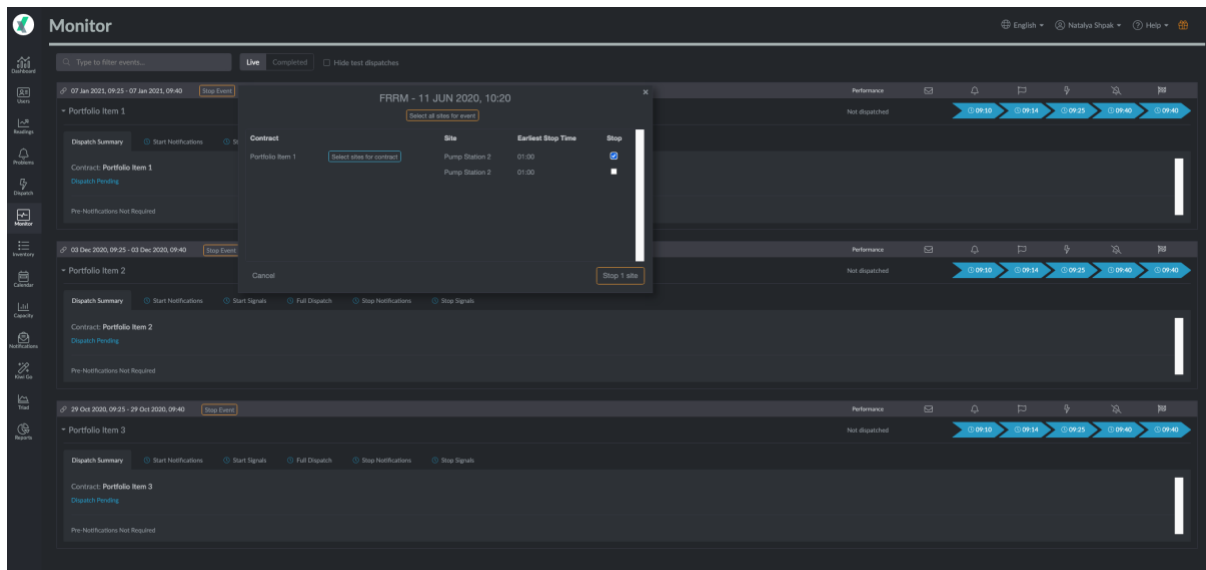 Monitor
English
Natalya Shpak
Help
Dashboard
Users
Readings
Problems
Dispatch
Monitor
Inventory
Calendar
Capacity
Notifications
Kiwi Go
Triad
Reports
Type to filter events...
Live
Completed
Hide test dispatches
07 Jan 2021, 09:25 - 07 Jan 2021, 09:40
Stop Event
Performance
Portfolio Item 1
Not dispatched
09:10
09:14
09:25
09:40
09:40
Dispatch Summary
Start Notifications
Contract: Portfolio Item 1
Dispatch Pending
Pre-Notifications Not Required
FRRM - 11 JUN 2020, 10:20
×
Select all sites for event
Contract
Site
Earliest Stop Time
Stop
Portfolio Item 1
Select sites for contract
Pump Station 2
01:00
Pump Station 2
01:00
Cancel
Stop 1 site
03 Dec 2020, 09:25 - 03 Dec 2020, 09:40
Stop Event
Performance
Portfolio Item 2
Not dispatched
09:10
09:14
09:25
09:40
09:40
Dispatch Summary
Start Notifications
Start Signals
Full Dispatch
Stop Notifications
Stop Signals
Contract: Portfolio Item 2
Dispatch Pending
Pre-Notifications Not Required
29 Oct 2020, 09:25 - 29 Oct 2020, 09:40
Stop Event
Performance
Portfolio Item 3
Not dispatched
09:10
09:14
09:25
09:40
09:40
Dispatch Summary
Start Notifications
Start Signals
Full Dispatch
Stop Notifications
Stop Signals
Contract: Portfolio Item 3
Dispatch Pending
Pre-Notifications Not Required